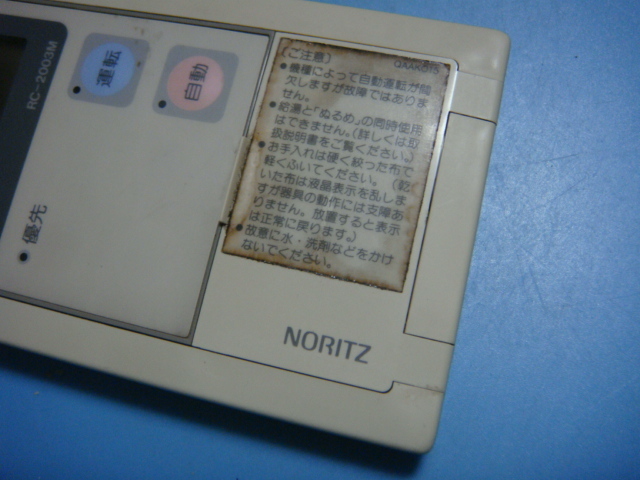 RC-2003M
運転
自動
優先
(ご注意)
●機種によって自動運転が間
欠しますが故障ではありま
せん。
●給湯と「ぬるめ」の同時使用
はできません。(詳しくは取
扱説明書をご覧ください。)
●お手入れは硬く絞った布で
軽くふいてください。(乾
いた布は液晶表示を乱しま
すが器具の動作には支障あ
りません。放置すると表示
は正常に戻ります。)
●故意に水・洗剤などをかけ
ないでください。
NORITZ